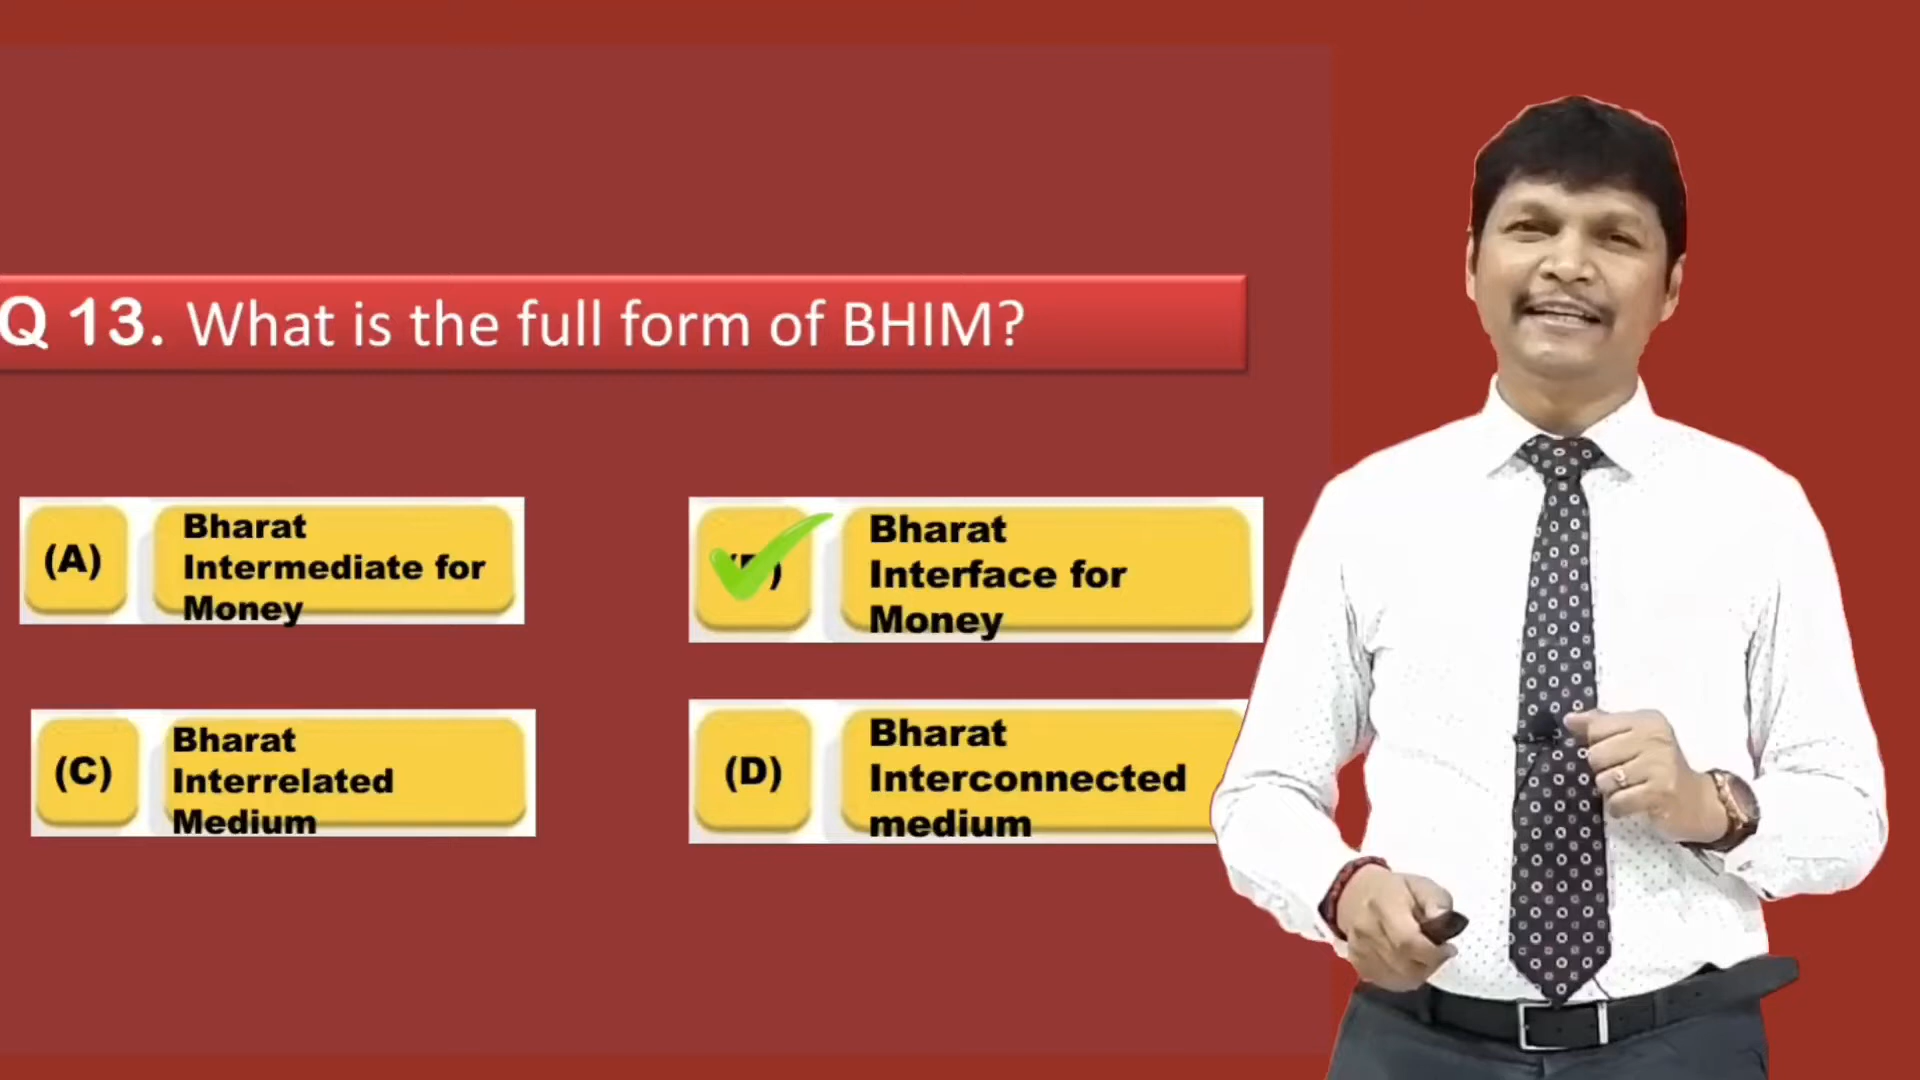 Q 13. What is the full form of BHIM?
(A)
Bharat
Intermediate for
Money
Bharat
Interface for
Money
(C)
Bharat
Interrelated
Medium
(D)
Bharat
Interconnected
medium